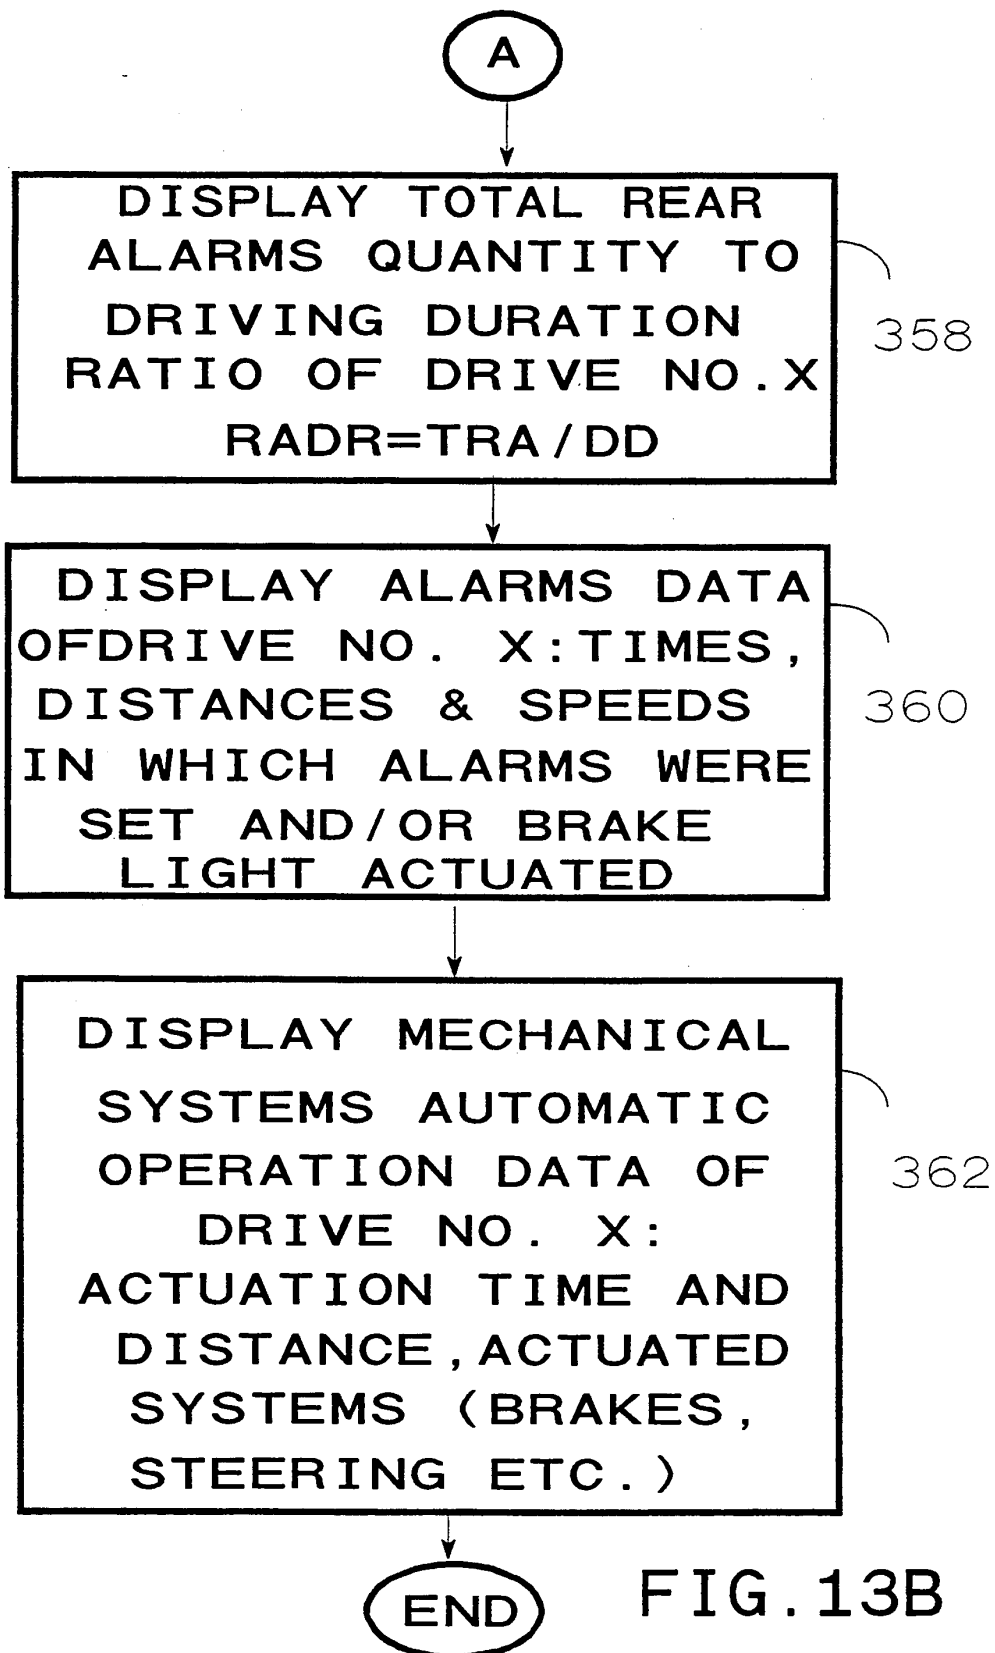 A
DISPLAY TOTAL REAR
ALARMS QUANTITY TO
DRIVING DURATION
RATIO OF DRIVE NO.X
RADR=TRA/DD
358
DISPLAY ALARMS DATA
OFDRIVE NO. X:TIMES,
DISTANCES & SPEEDS
IN WHICH ALARMS WERE
SET AND/OR BRAKE
LIGHT ACTUATED
360
DISPLAY MECHANICAL
SYSTEMS AUTOMATIC
OPERATION DATA OF
DRIVE NO. X:
ACTUATION TIME AND
DISTANCE,ACTUATED
SYSTEMS (BRAKES,
STEERING ETC.)
362
END
FIG.13B